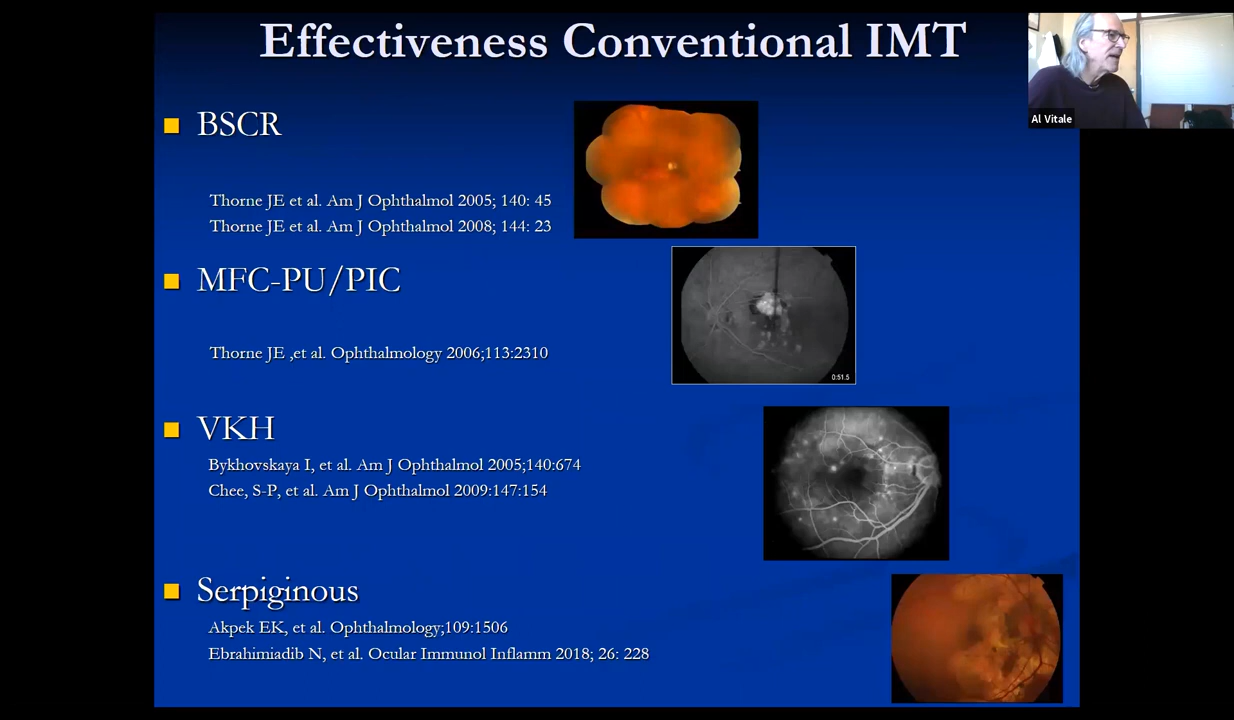 Effectiveness Conventional IMT
Al Vitale
BSCR
Thorne JE et al. Am J Ophthalmol 2005; 140: 45
Thorne JE et al. Am J Ophthalmol 2008; 144: 23
MFC-PU/PIC
0:51.5
Thorne JE ,et al. Ophthalmology 2006;113:2310
VKH
Bykhovskaya I, et al. Am J Ophthalmol 2005;140:674
Chee, S-P, et al. Am J Ophthalmol 2009:147:154
Serpiginous
Akpek EK, et al. Ophthalmology;109:1506
Ebrahimiadib N, et al. Ocular Immunol Inflamm 2018; 26: 228